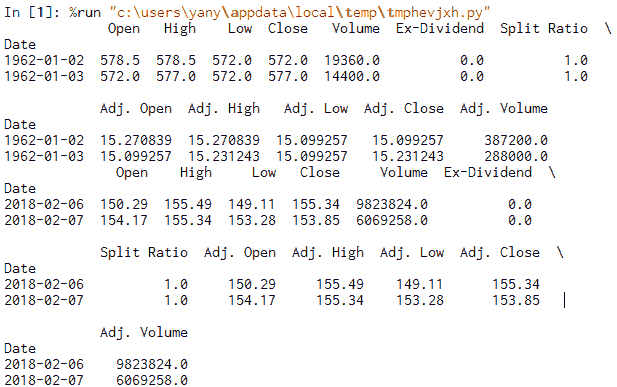 In [1]: %run "c:\users\yany\appdata\local\temp\tmphevjxh.py"
             Open   High    Low  Close   Volume  Ex-Dividend  Split Ratio  \
Date
1962-01-02  578.5  578.5  572.0  572.0  19360.0          0.0          1.0
1962-01-03  572.0  577.0  572.0  577.0  14400.0          0.0          1.0
            Adj. Open  Adj. High   Adj. Low  Adj. Close  Adj. Volume
Date
1962-01-02  15.270839  15.270839  15.099257   15.099257     387200.0
1962-01-03  15.099257  15.231243  15.099257   15.231243     288000.0
              Open    High     Low   Close     Volume  Ex-Dividend  \
Date
2018-02-06  150.29  155.49  149.11  155.34  9823824.0          0.0
2018-02-07  154.17  155.34  153.28  153.85  6069258.0          0.0
            Split Ratio  Adj. Open  Adj. High  Adj. Low  Adj. Close  \
Date
2018-02-06          1.0     150.29     155.49    149.11      155.34
2018-02-07          1.0     154.17     155.34    153.28      153.85
            Adj. Volume
Date
2018-02-06    9823824.0
2018-02-07    6069258.0